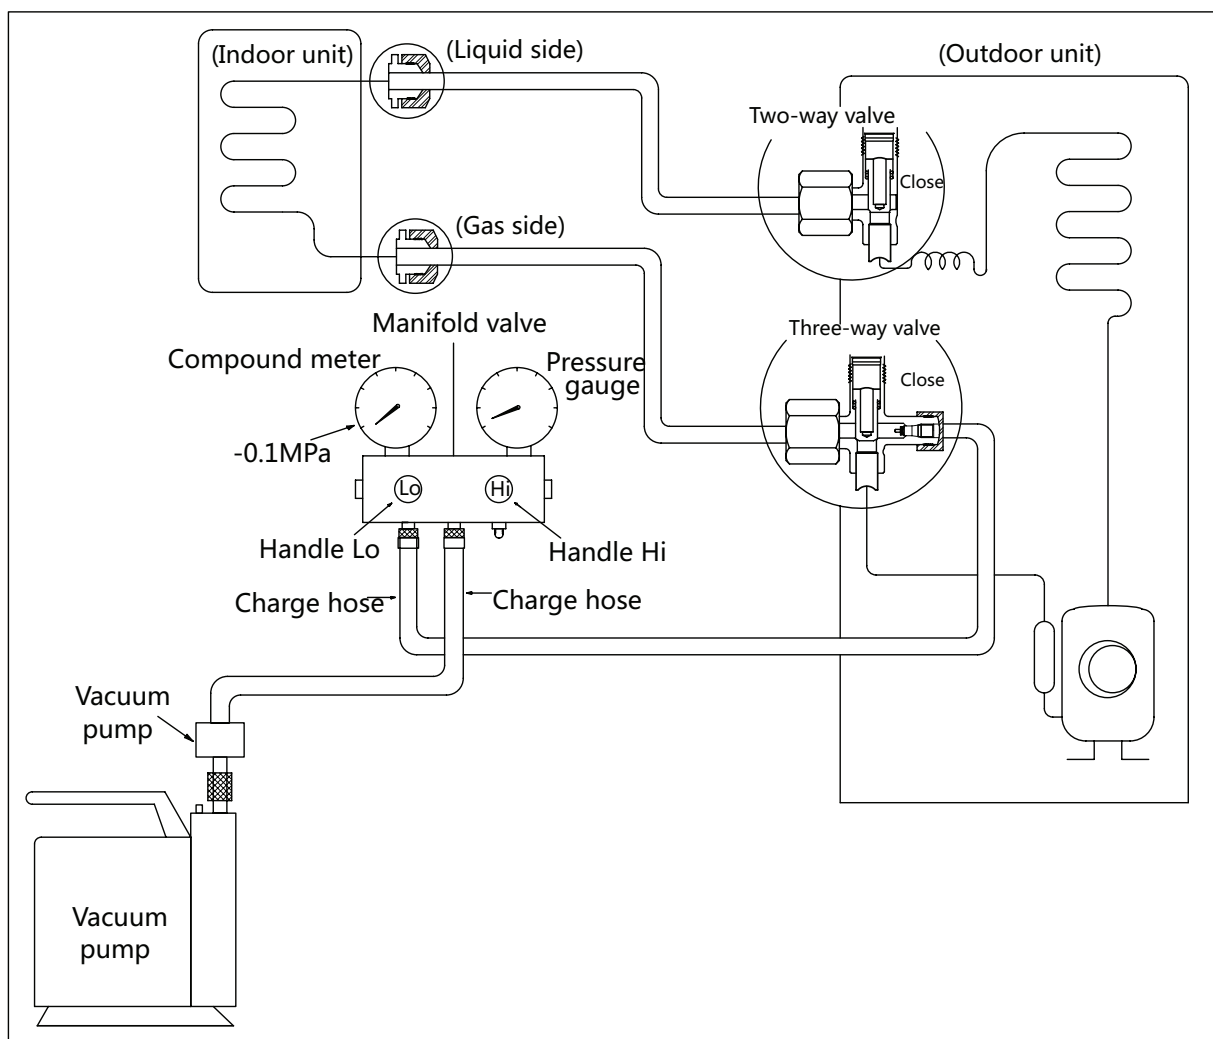 (Indoor unit)
(Liquid side)
(Outdoor unit)
Two-way valve
Close
(Gas side)
Manifold valve
Three-way valve
Compound meter
Pressure
gauge
Close
-0.1MPa
Lo
Hi
Handle Lo
Handle Hi
Charge hose
Charge hose
Vacuum
pump
Vacuum
pump